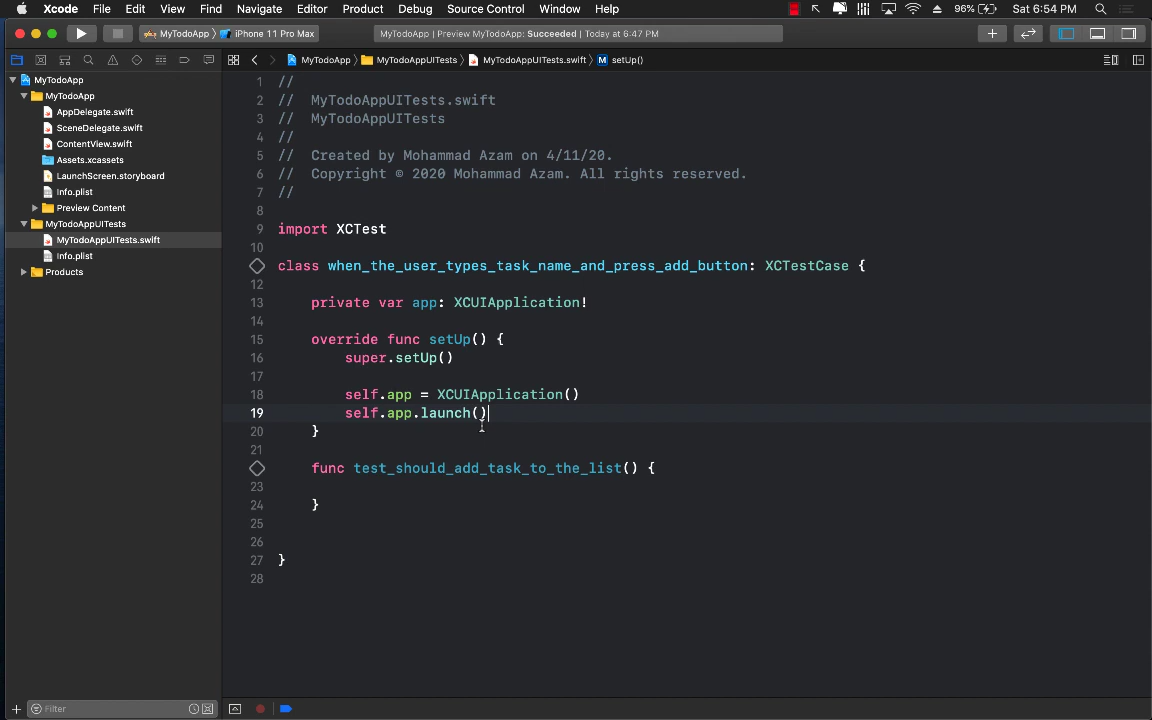 Xcode File Edit View Find Navigate Editor Product Debug Source Control Window Help 96% Sat 6:54 PM
MyTodoApp iPhone 11 Pro Max MyTodoApp | Preview MyTodoApp: Succeeded | Today at 6:47 PM
MyTodoApp MyTodoAppUITests MyTodoAppUITests.swift M setUp()
MyTodoApp
MyTodoApp
AppDelegate.swift
SceneDelegate.swift
ContentView.swift
Assets.xcassets
LaunchScreen.storyboard
Info.plist
Preview Content
MyTodoAppUITests
MyTodoAppUITests.swift
Info.plist
Products
Filter
1 //
2 // MyTodoAppUITests.swift
3 // MyTodoAppUITests
4 //
5 // Created by Mohammad Azam on 4/11/20.
6 // Copyright © 2020 Mohammad Azam. All rights reserved.
7 //
8
9 import XCTest
10
class when_the_user_types_task_name_and_press_add_button: XCTestCase {
12
13 private var app: XCUIApplication!
14
15 override func setUp() {
16 super.setUp()
17
18 self.app = XCUIApplication()
19 self.app.launch()
20 }
21
func test_should_add_task_to_the_list() {
23
24 }
25
26
27 }
28